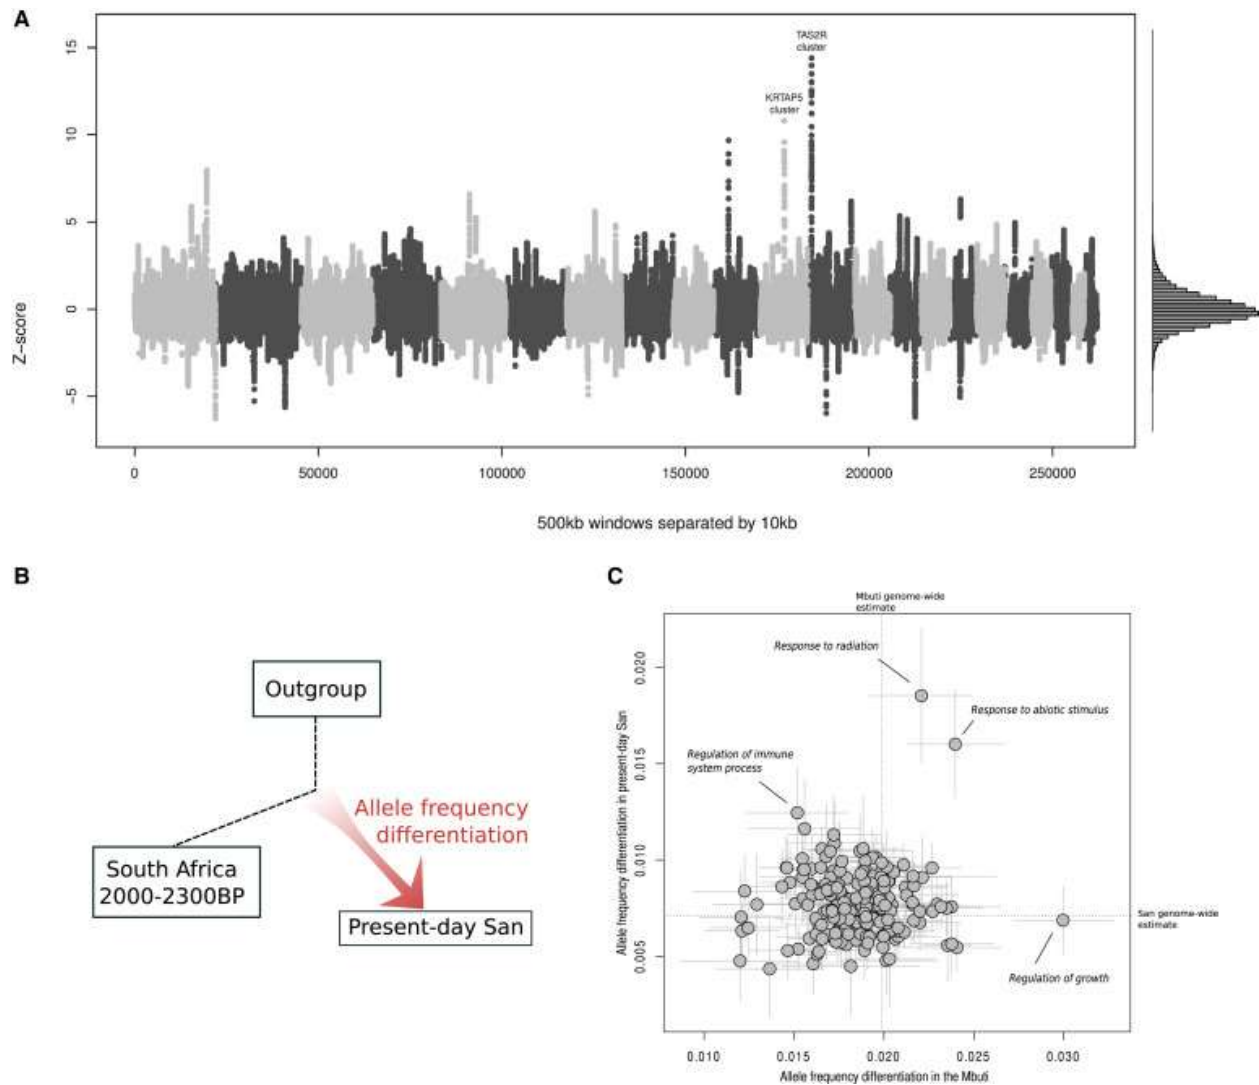 A
15
10
5
0
−5
Z−score
TAS2R
cluster
KRTAP5
cluster
0
50000
100000
150000
200000
250000
500kb windows separated by 10kb
B
Outgroup
Allele frequency
differentiation
South Africa
2000-2300BP
Present-day San
C
Mbuti genome-wide
estimate
Response to radiation
Response to abiotic stimulus
Regulation of immune
system process
San genome-wide
estimate
Regulation of growth
Allele frequency differentiation in present-day San
0.020
0.015
0.010
0.005
0.010
0.015
0.020
0.025
0.030
Allele frequency differentiation in the Mbuti